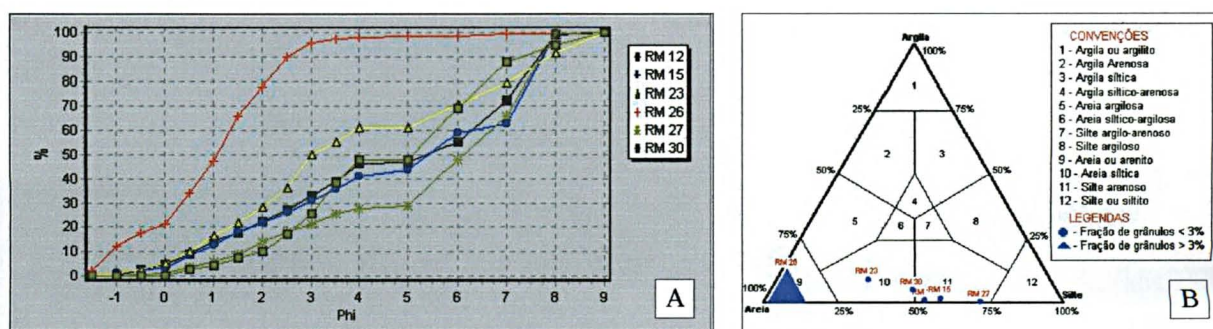 100
90
80
70
60
50
40
30
20
10
0
%
-1 0 1 2 3 4 5 6 7 8 9
Phi
RM 12
RM 15
RM 23
RM 26
RM 27
RM 30
A
Argila
100%
1
25%
75%
2
3
50%
50%
4
5
6
7
8
75%
25%
RM 26
RM 23
RM 30
RM
RM 15
RM 27
9
10
11
12
100%
Areia
25%
50%
75%
Silte
100%
CONVENÇÕES
1 - Argila ou argilito
2 - Argila Arenosa
3 - Argila síltica
4 - Argila síltico-arenosa
5 - Areia argilosa
6 - Areia síltico-argilosa
7 - Silte argilo-arenoso
8 - Silte argiloso
9 - Areia ou arenito
10 - Areia síltica
11 - Silte arenoso
12 - Silte ou siltito
LEGENDAS
- Fração de grânulos < 3%
- Fração de grânulos > 3%
B